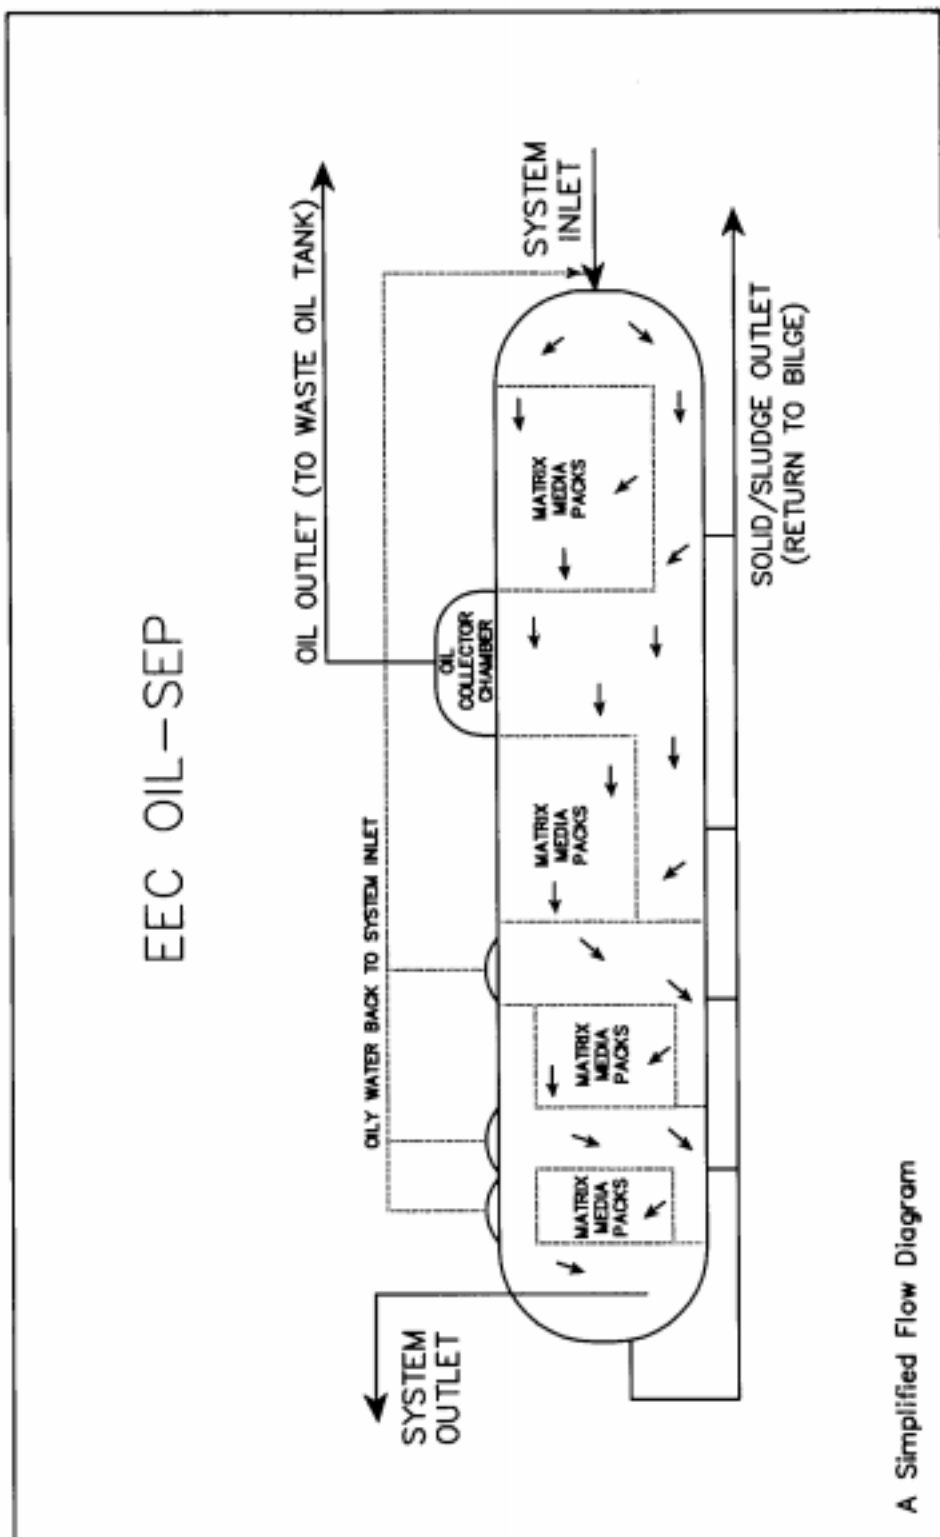 EEC OIL-SEP
OIL OUTLET (TO WASTE OIL TANK)
OILY WATER BACK TO SYSTEM INLET
SYSTEM
OUTLET
OIL
COLLECTOR
CHAMBER
SYSTEM
INLET
MATRIX
MEDIA
PACKS
MATRIX
MEDIA
PACKS
MATRIX
MEDIA
PACKS
MATRIX
MEDIA
PACKS
SOLID/SLUDGE OUTLET
(RETURN TO BILGE)
A Simplified Flow Diagram